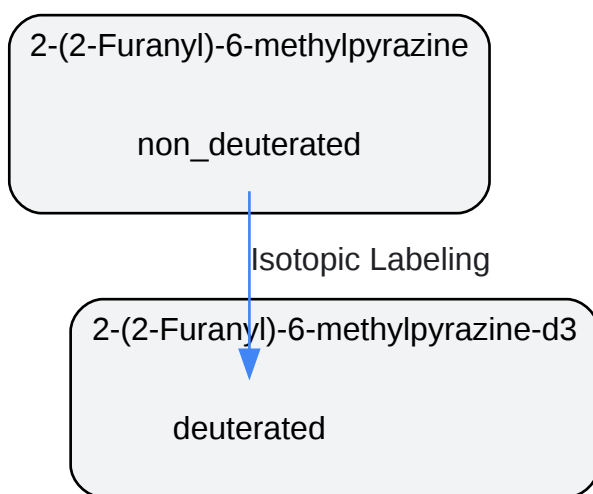 2-(2-Furanyl)-6-methylpyrazine
non_deuterated
Isotopic Labeling
2-(2-Furanyl)-6-methylpyrazine-d3
deuterated